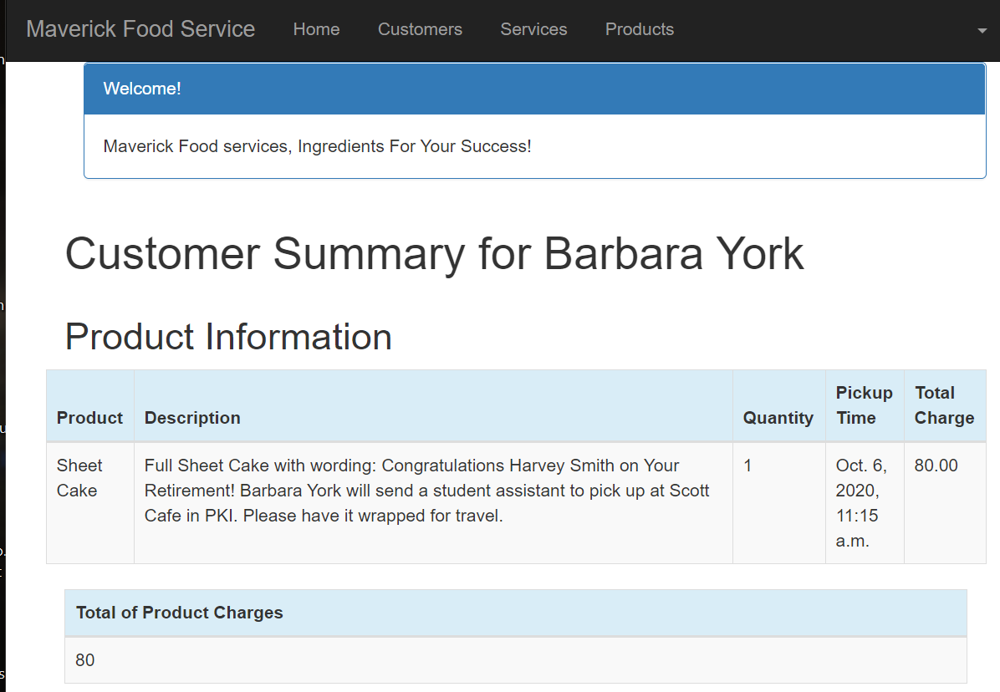 Maverick Food Service Home Customers Services Products
Welcome!
Maverick Food services, Ingredients For Your Success!
Customer Summary for Barbara York
Product Information
Product Description Quantity Pickup Time Total Charge
Sheet Cake
Full Sheet Cake with wording: Congratulations Harvey Smith on Your
Retirement! Barbara York will send a student assistant to pick up at Scott
Cafe in PKI. Please have it wrapped for travel.
1
Oct. 6,
2020,
11:15
a.m.
80.00
Total of Product Charges
80